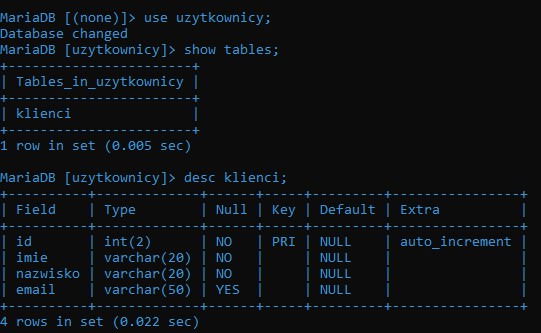 MariaDB [(none)]> use uzytkownicy;
Database changed
MariaDB [uzytkownicy]> show tables;
+-----------------------+
| Tables_in_uzytkownicy |
+-----------------------+
| klienci               |
+-----------------------+
1 row in set (0.005 sec)

MariaDB [uzytkownicy]> desc klienci;
+----------+-------------+------+-----+---------+----------------+
| Field    | Type        | Null | Key | Default | Extra          |
+----------+-------------+------+-----+---------+----------------+
| id       | int(2)      | NO   | PRI | NULL    | auto_increment |
| imie     | varchar(20) | NO   |     | NULL    |                |
| nazwisko | varchar(20) | NO   |     | NULL    |                |
| email    | varchar(50) | YES  |     | NULL    |                |
+----------+-------------+------+-----+---------+----------------+
4 rows in set (0.022 sec)